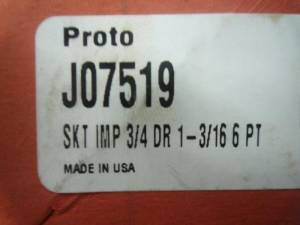 Proto
J07519
SKT IMP 3/4 DR 1-3/16 6 PT
MADE IN USA